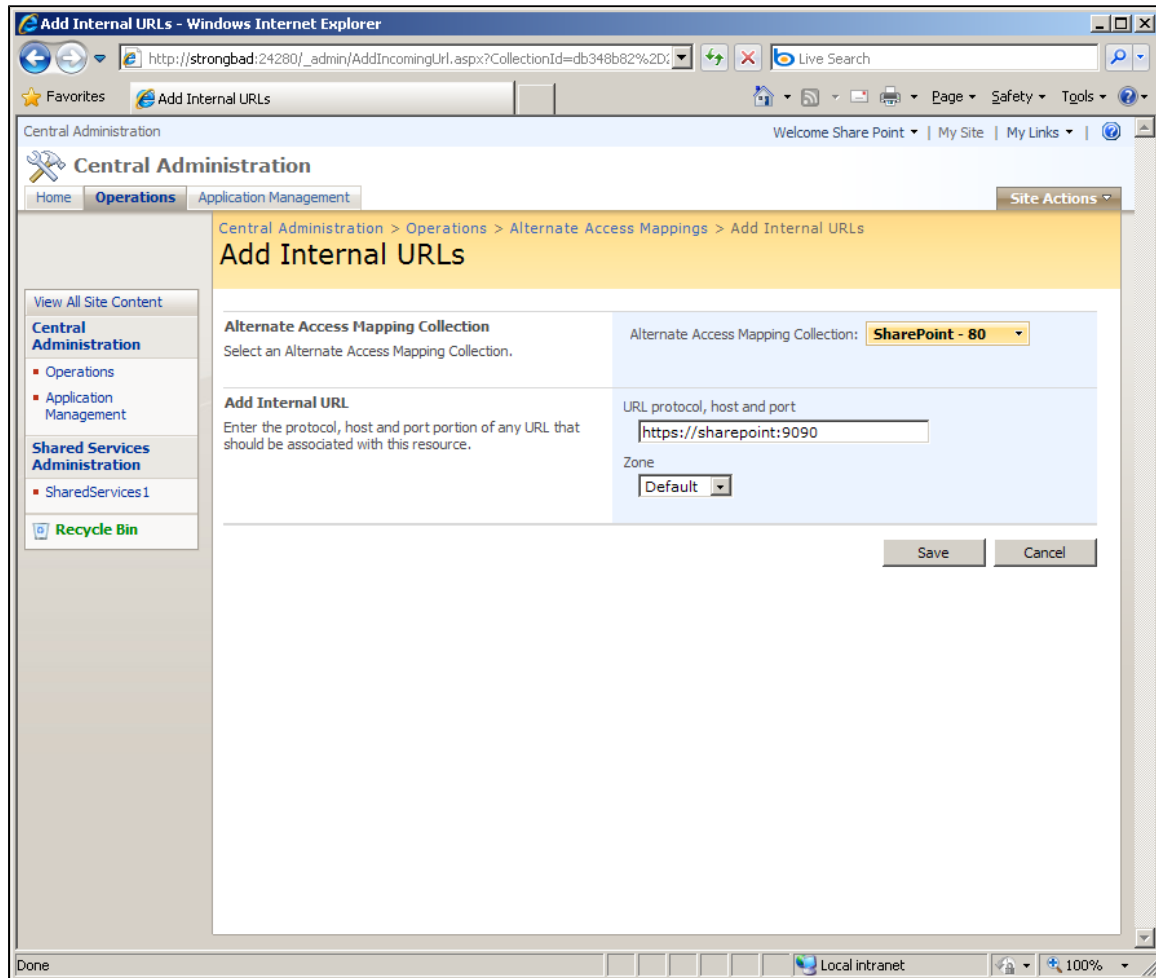 Add Internal URLs - Windows Internet Explorer
http://strongbad:24280/_admin/AddIncomingUrl.aspx?CollectionId=db348b82%2D
Live Search
Favorites
Add Internal URLs
Page
Safety
Tools
Central Administration
Welcome Share Point
| My Site | My Links |
Central Administration
Home
Operations
Application Management
Site Actions
Central Administration > Operations > Alternate Access Mappings > Add Internal URLs
Add Internal URLs
View All Site Content
Central
Administration
Operations
Application
Management
Shared Services
Administration
SharedServices1
Recycle Bin
Alternate Access Mapping Collection
Select an Alternate Access Mapping Collection.
Alternate Access Mapping Collection: SharePoint - 80
Add Internal URL
Enter the protocol, host and port portion of any URL that
should be associated with this resource.
URL protocol, host and port
https://sharepoint:9090
Zone
Default
Save
Cancel
Done
Local intranet
100%